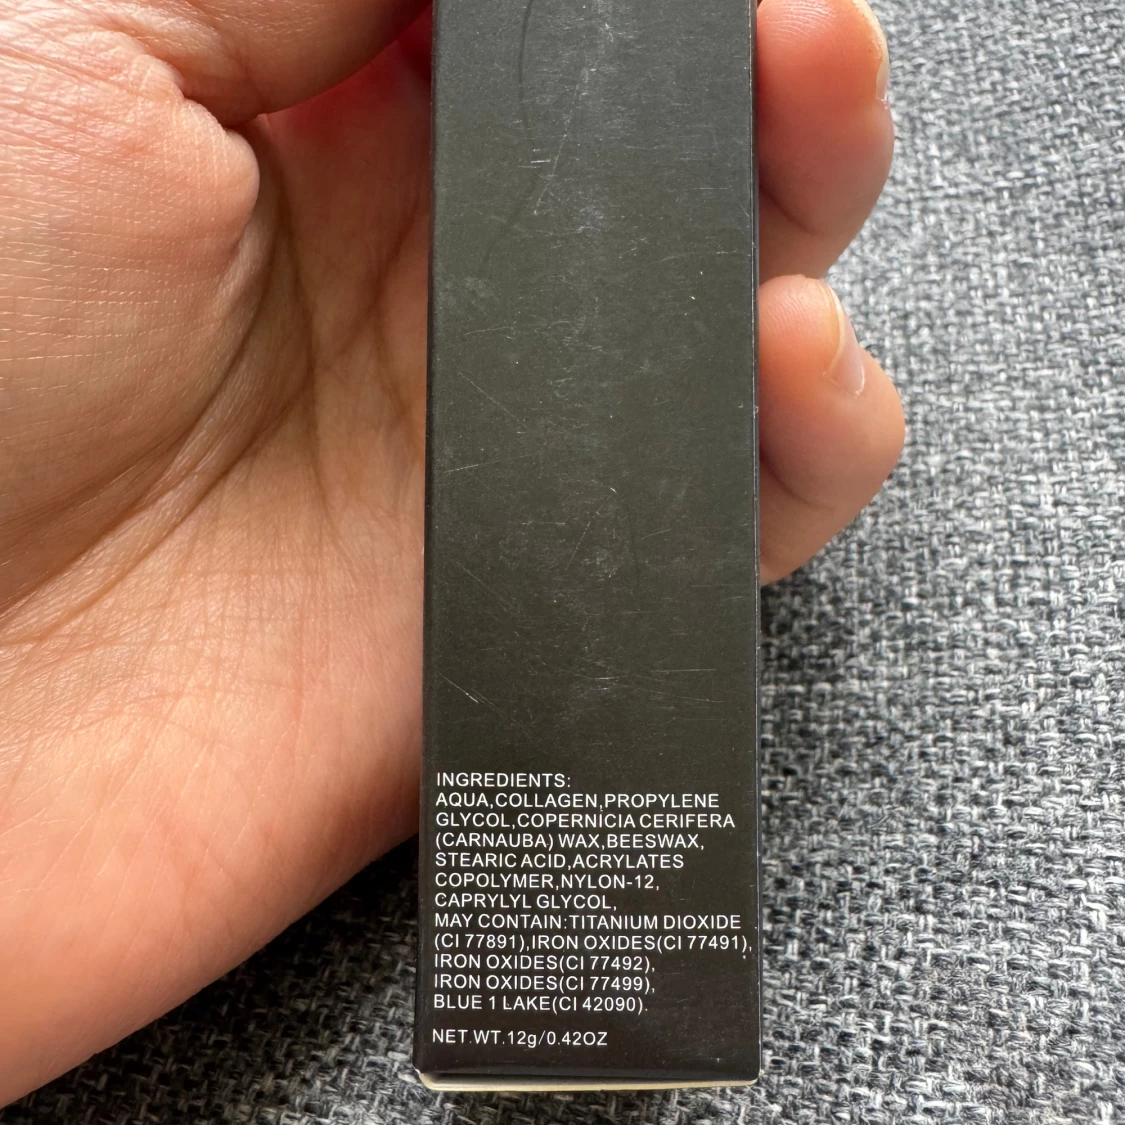 INGREDIENTS:
AQUA,COLLAGEN,PROPYLENE
GLYCOL,COPERNICIA CERIFERA
(CARNAUBA) WAX,BEESWAX,
STEARIC ACID,ACRYLATES
COPOLYMER,NYLON-12,
CAPRYLYL GLYCOL,
MAY CONTAIN:TITANIUM DIOXIDE
(CI 77891),IRON OXIDES(CI 77491),
IRON OXIDES(CI 77492),
IRON OXIDES(CI 77499),
BLUE 1 LAKE(CI 42090).
NET.WT.12g/0.42OZ